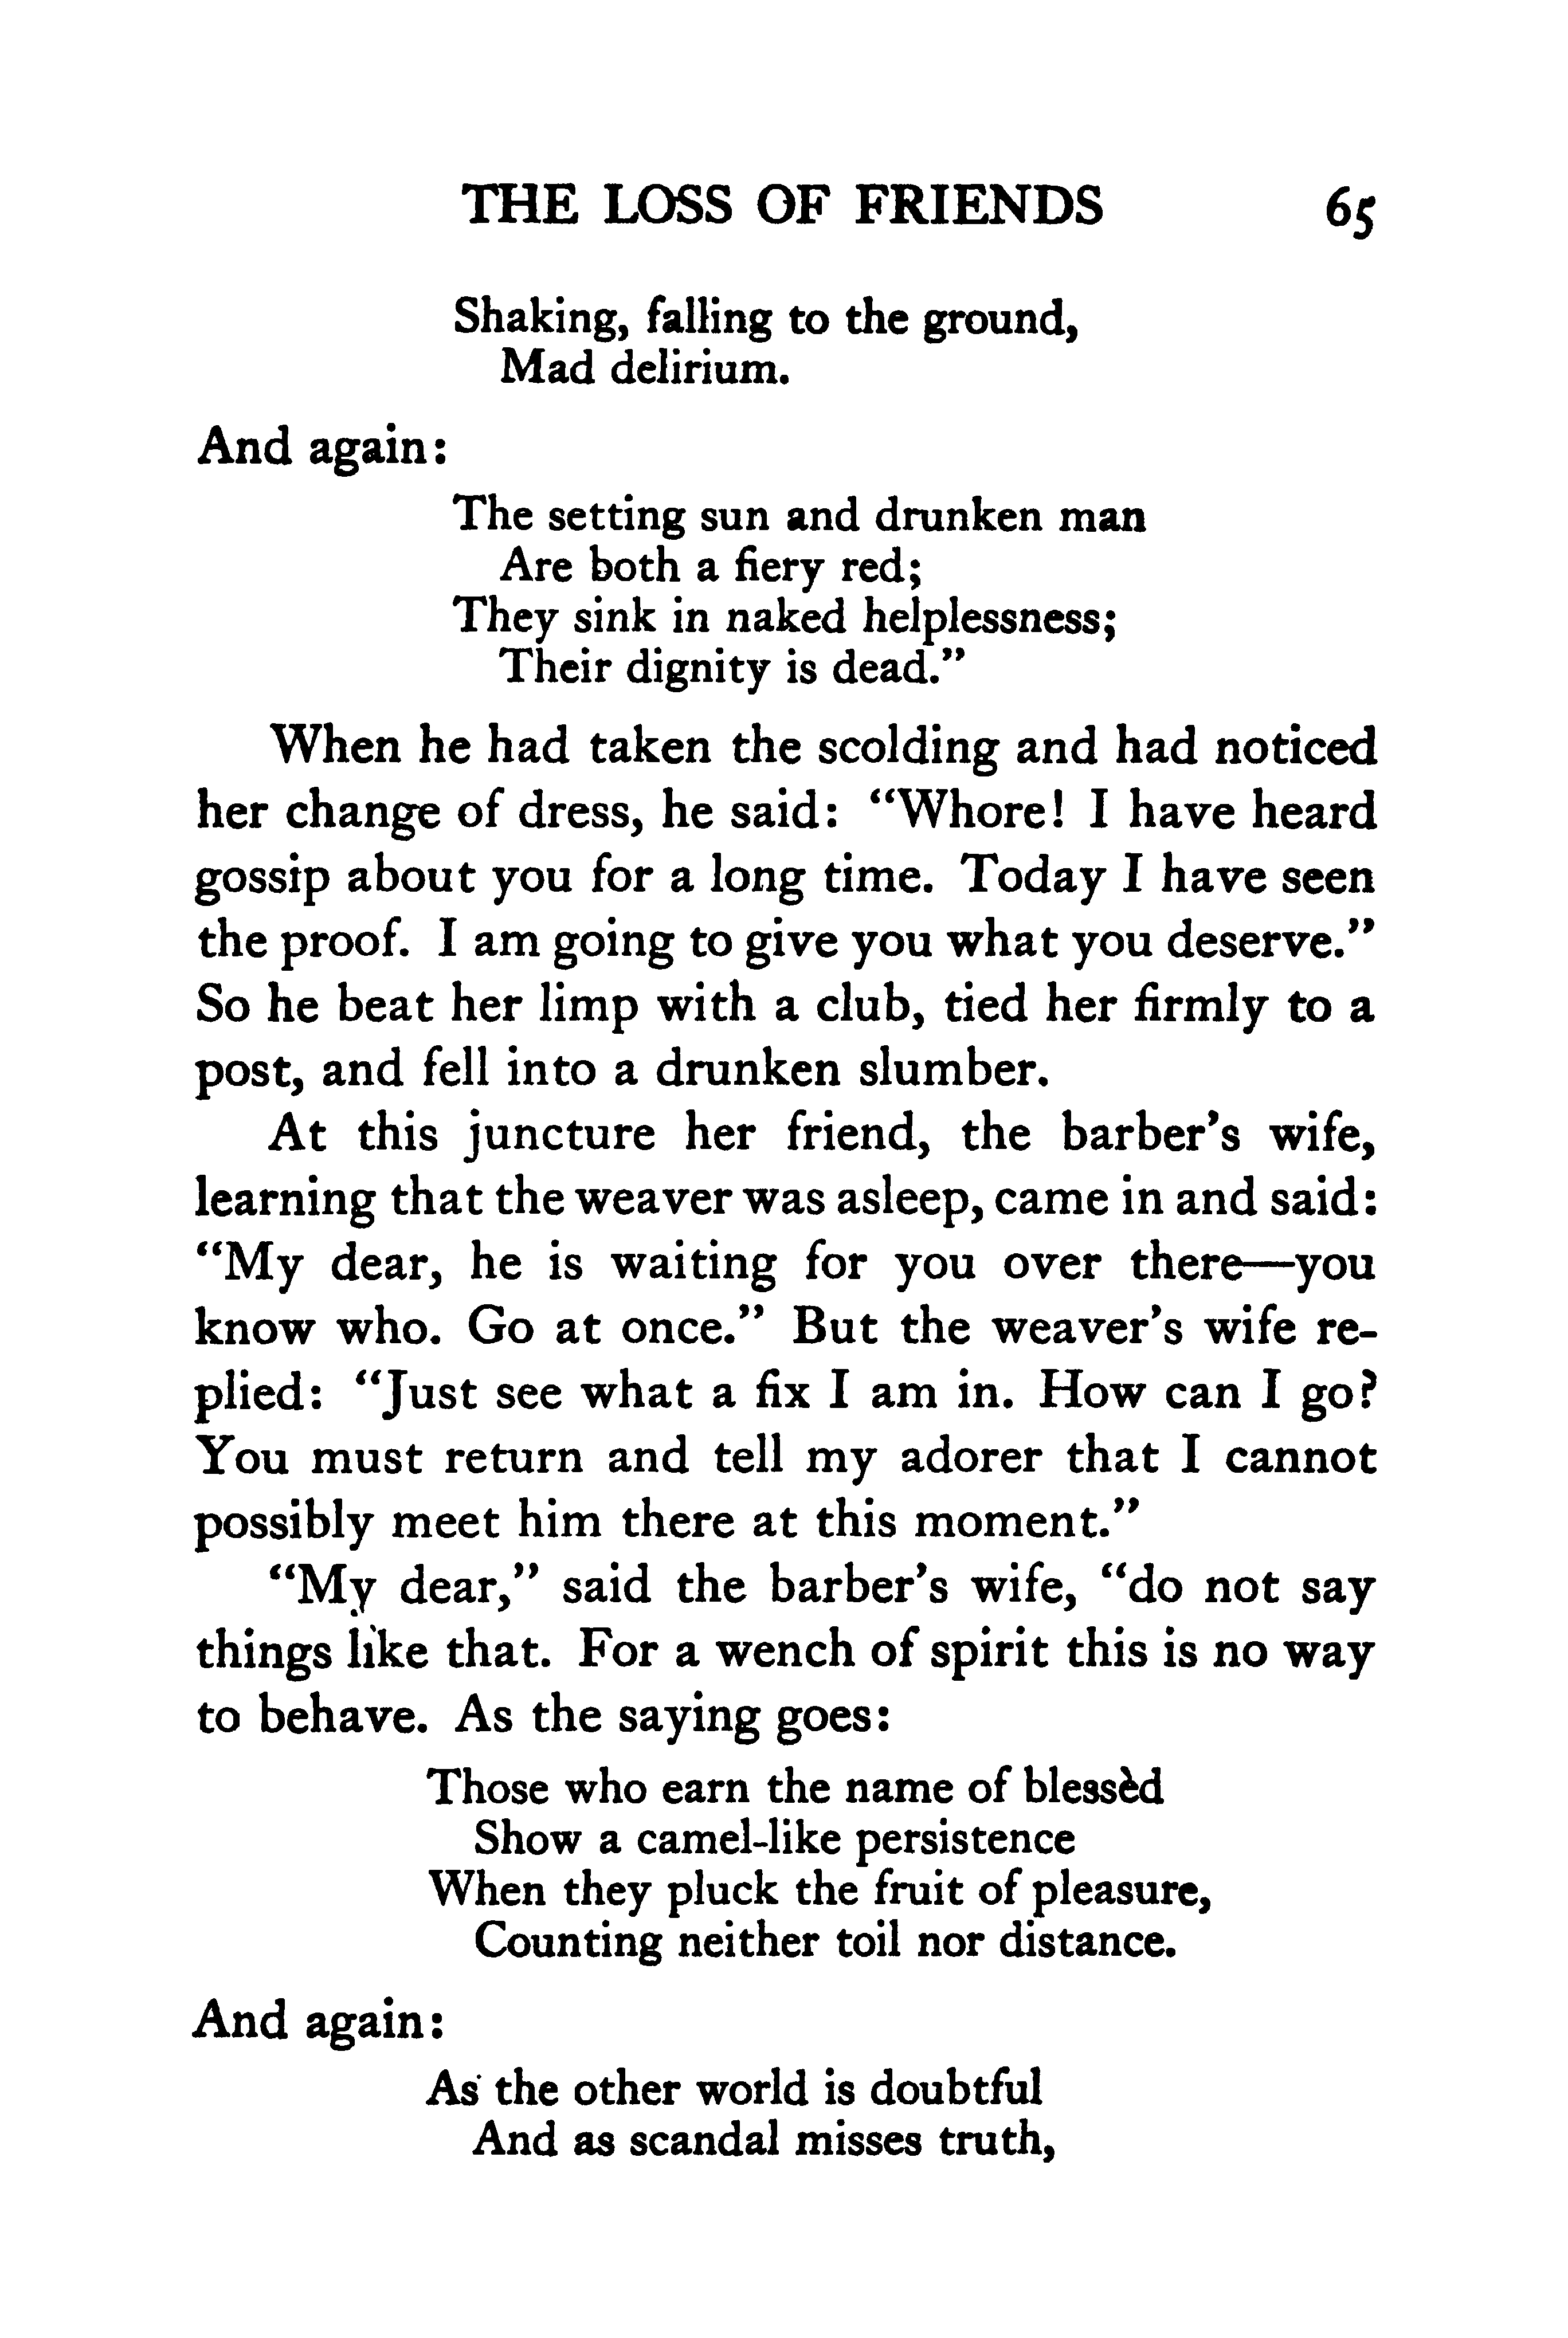 THE LOSS OF FRIENDS 65
Shaking, falling to the ground,
Mad delirium.
And again:
The setting sun and drunken man
Are both a fiery red;
They sink in naked helplessness;
Their dignity is dead.”
When he had taken the scolding and had noticed
her change of dress, he said: “Whore! I have heard
gossip about you for a long time. Today I have seen
the proof. I am going to give you what you deserve.”
So he beat her limp with a club, tied her firmly to a
post, and fell into a drunken slumber.
At this juncture her friend, the barber’s wife,
learning that the weaver was asleep, came in and said:
“My dear, he is waiting for you over there—you
know who. Go at once.” But the weaver’s wife re-
plied: “Just see what a fix I am in. How can I go?
You must return and tell my adorer that I cannot
possibly meet him there at this moment.”
“My dear,” said the barber’s wife, “do not say
things like that. For a wench of spirit this is no way
to behave. As the saying goes:
Those who earn the name of blessèd
Show a camel-like persistence
When they pluck the fruit of pleasure,
Counting neither toil nor distance.
And again:
As the other world is doubtful
And as scandal misses truth,